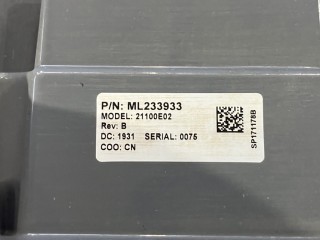 P/N: ML233933
MODEL: 21100E02
Rev: B
DC: 1931 SERIAL: 0075
COO: CN
SP171178B